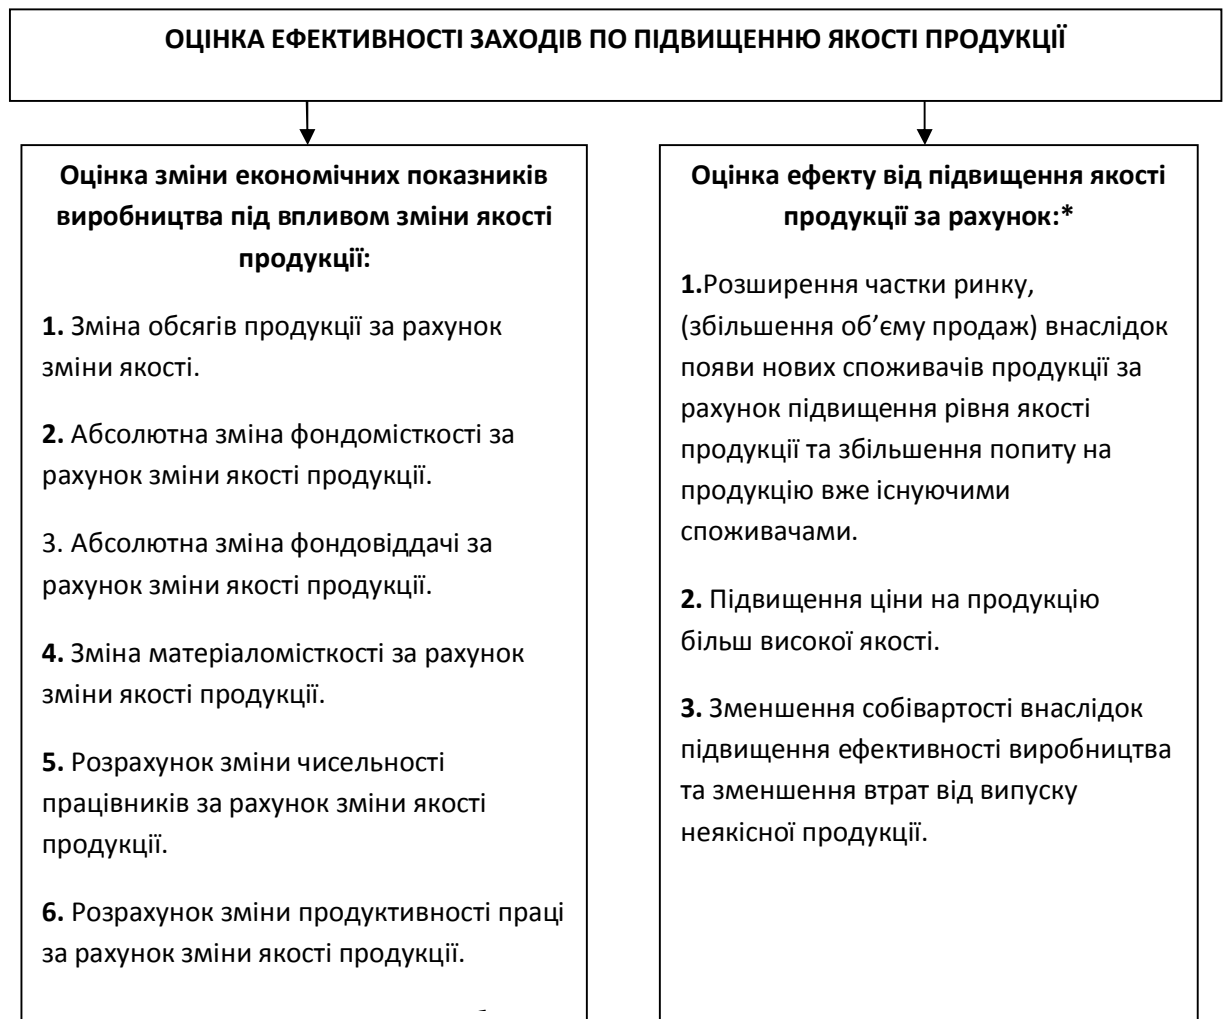 ОЦІНКА ЕФЕКТИВНОСТІ ЗАХОДІВ ПО ПІДВИЩЕННЮ ЯКОСТІ ПРОДУКЦІЇ
Оцінка зміни економічних показників
виробництва під впливом зміни якості
продукції:
1. Зміна обсягів продукції за рахунок
зміни якості.
2. Абсолютна зміна фондомісткості за
рахунок зміни якості продукції.
3. Абсолютна зміна фондовіддачі за
рахунок зміни якості продукції.
4. Зміна матеріаломісткості за рахунок
зміни якості продукції.
5. Розрахунок зміни чисельності
працівників за рахунок зміни якості
продукції.
6. Розрахунок зміни продуктивності праці
за рахунок зміни якості продукції.
Оцінка ефекту від підвищення якості
продукції за рахунок:*
1.Розширення частки ринку,
(збільшення об’єму продаж) внаслідок
появи нових споживачів продукції за
рахунок підвищення рівня якості
продукції та збільшення попиту на
продукцію вже існуючими
споживачами.
2. Підвищення ціни на продукцію
більш високої якості.
3. Зменшення собівартості внаслідок
підвищення ефективності виробництва
та зменшення втрат від випуску
неякісної продукції.